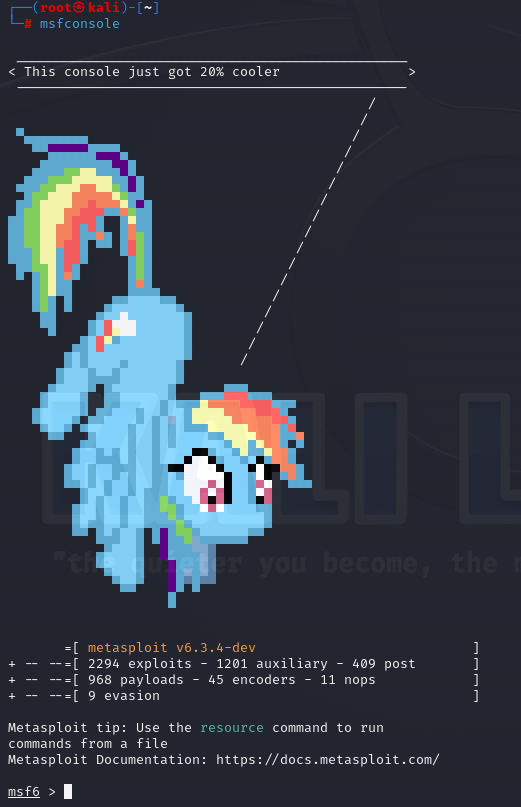 ┌──(root㉿kali)-[~]
└─# msfconsole
< This console just got 20% cooler >
KALI L
"the quieter you become, the
=[ metasploit v6.3.4-dev ]
+ -- --=[ 2294 exploits - 1201 auxiliary - 409 post ]
+ -- --=[ 968 payloads - 45 encoders - 11 nops ]
+ -- --=[ 9 evasion ]
Metasploit tip: Use the resource command to run
commands from a file
Metasploit Documentation: https://docs.metasploit.com/
msf6 >